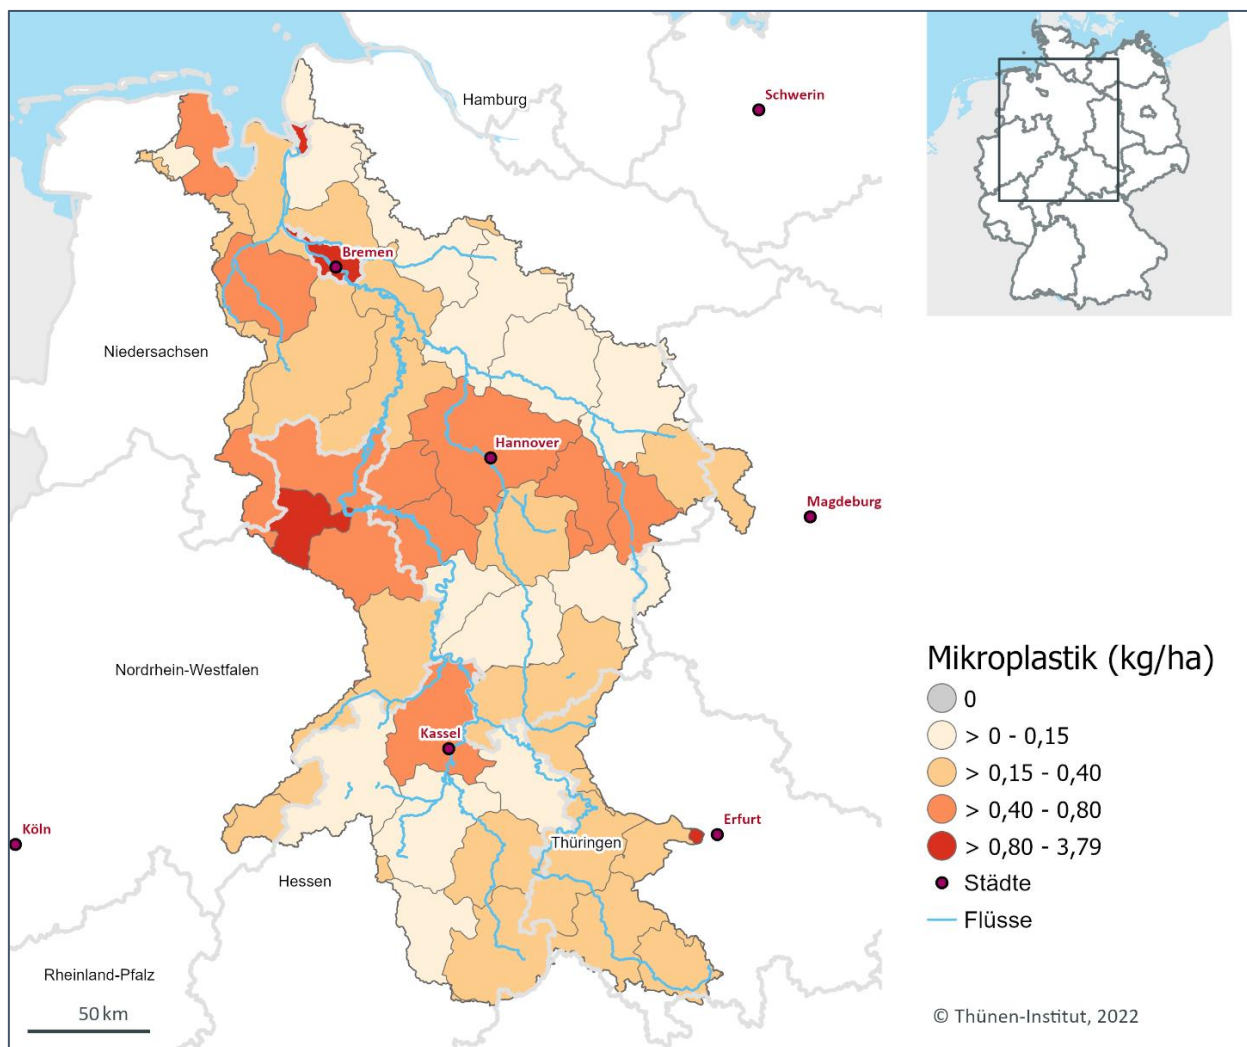 Hamburg
Schwerin
Bremen
Niedersachsen
Hannover
Magdeburg
Nordrhein-Westfalen
Kassel
Köln
Erfurt
Thüringen
Hessen
Rheinland-Pfalz
50 km
Mikroplastik (kg/ha)
0
> 0 - 0,15
> 0,15 - 0,40
> 0,40 - 0,80
> 0,80 - 3,79
Städte
Flüsse
© Thünen-Institut, 2022